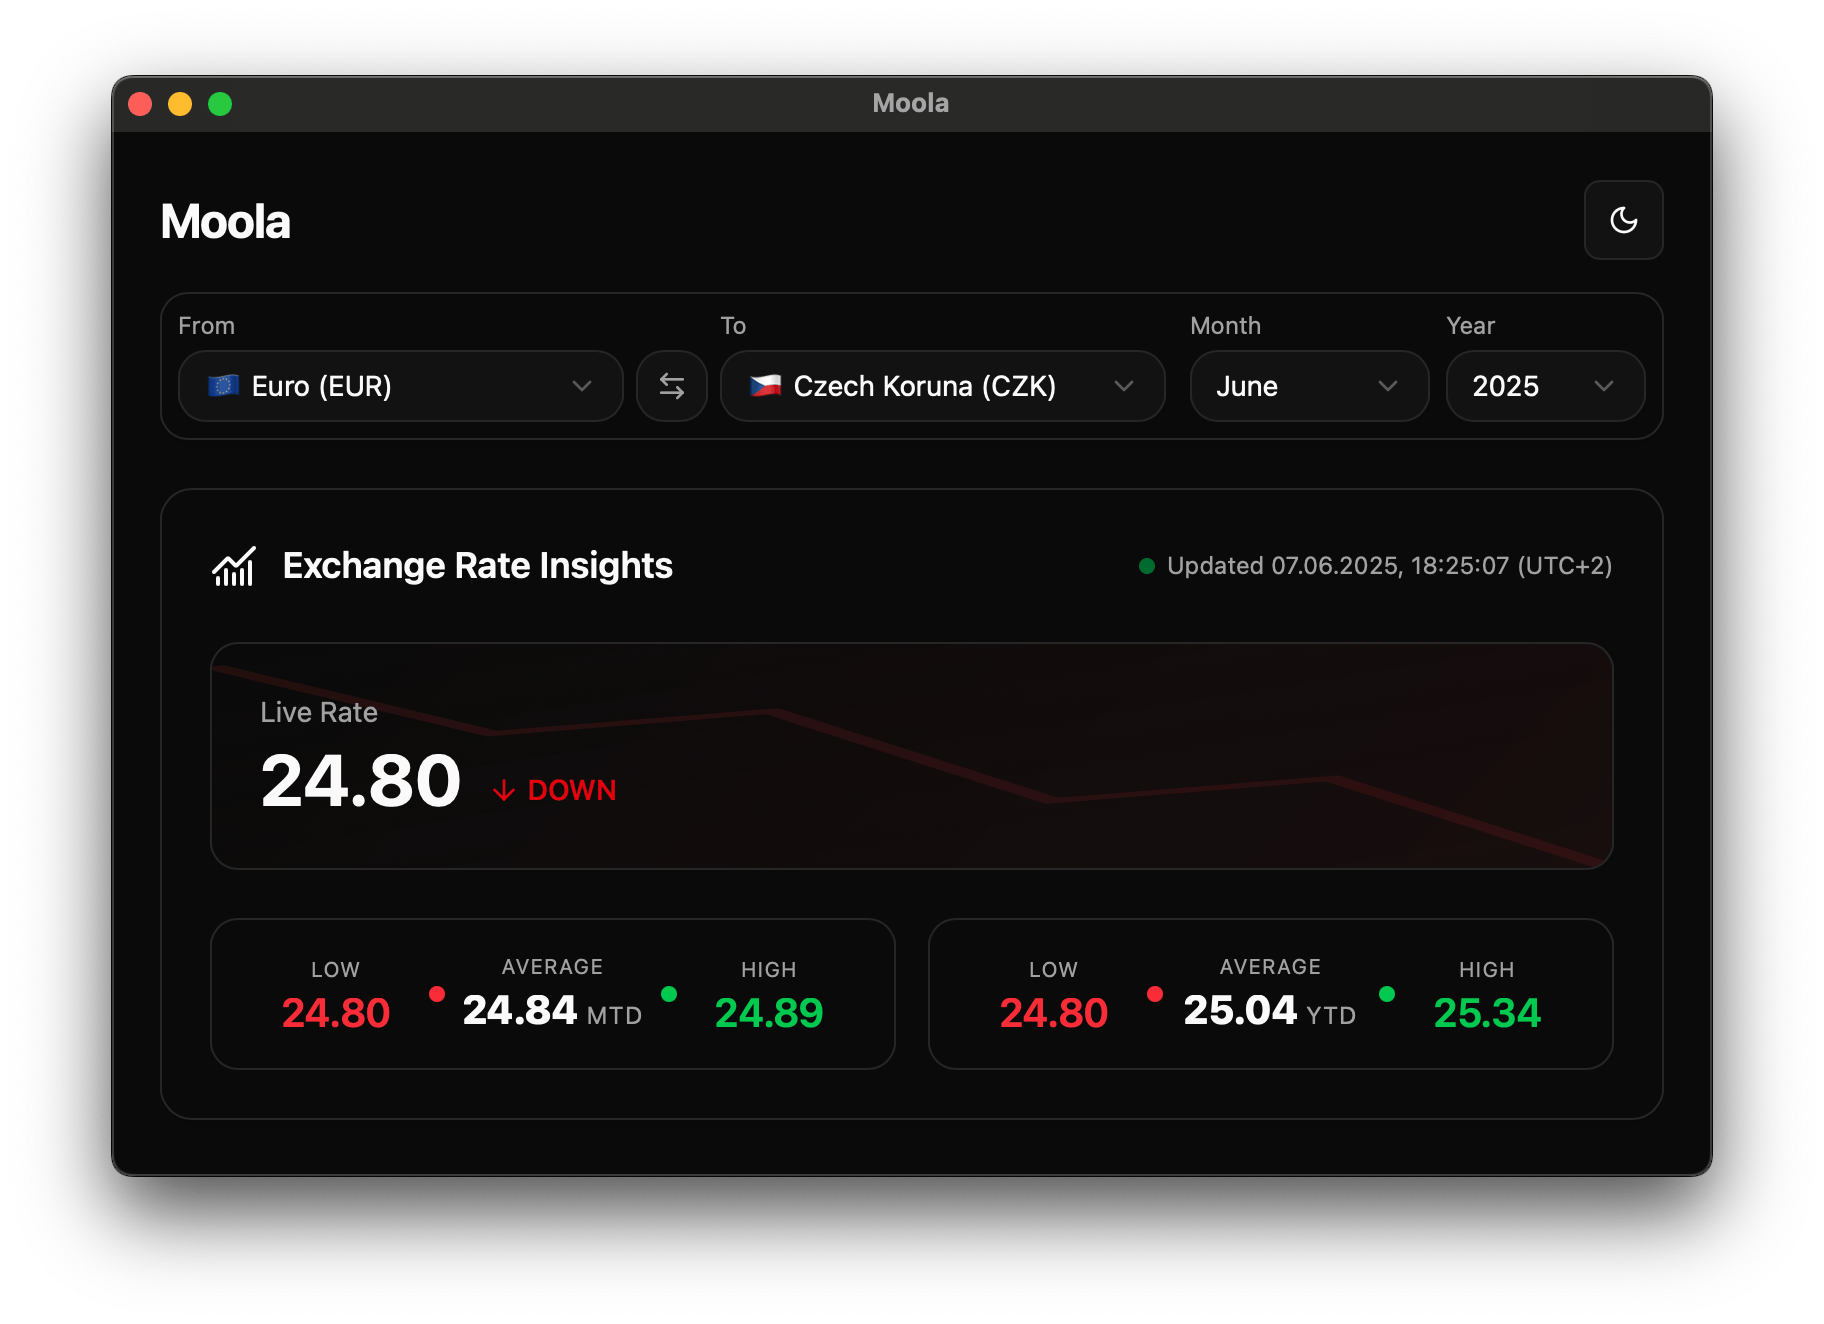 Moola
Moola
From To Month Year
Euro (EUR) Czech Koruna (CZK) June 2025
Exchange Rate Insights Updated 07.06.2025, 18:25:07 (UTC+2)
Live Rate
24.80 ↓ DOWN
LOW AVERAGE HIGH LOW AVERAGE HIGH
24.80 24.84 MTD 24.89 24.80 25.04 YTD 25.34